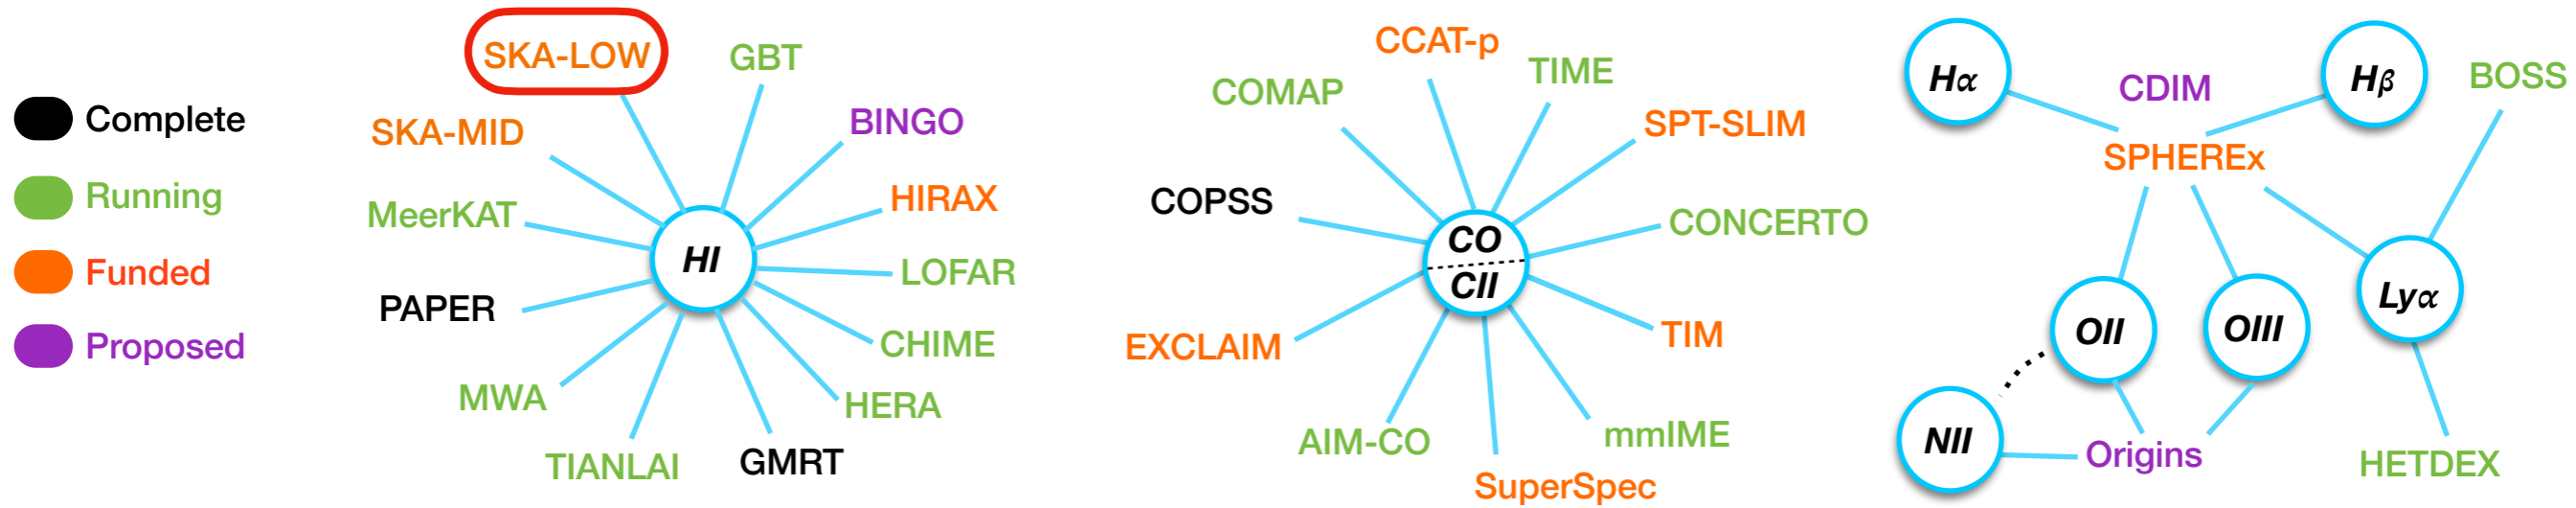 Complete
Running
Funded
Proposed
SKA-LOW
GBT
SKA-MID
BINGO
MeerKAT
HIRAX
HI
PAPER
LOFAR
CHIME
MWA
HERA
TIANLAI
GMRT
CCAT-p
COMAP
TIME
SPT-SLIM
COPSS
CONCERTO
CO
CII
EXCLAIM
TIM
AIM-CO
mmIME
SuperSpec
Hα
CDIM
Hβ
BOSS
SPHEREx
OII
OIII
Lyα
NII
Origins
HETDEX